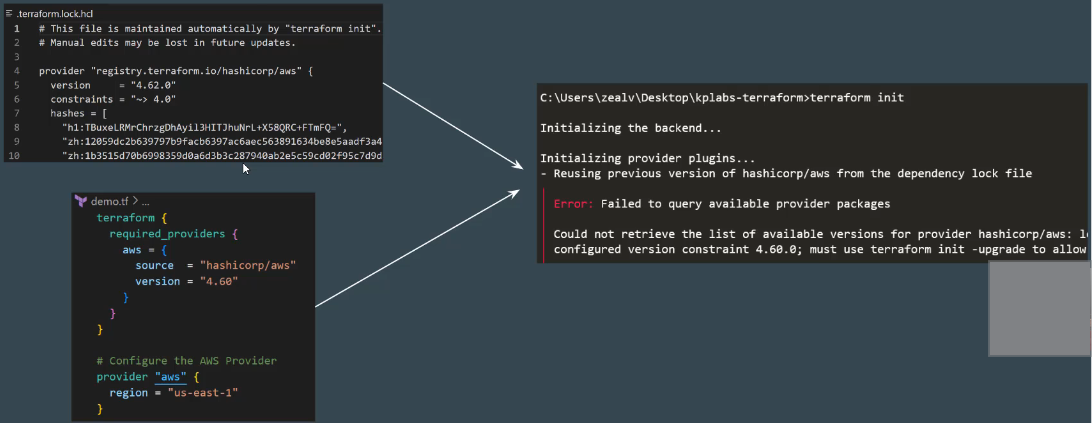 .terraform.lock.hcl
1 # This file is maintained automatically by "terraform init".
2 # Manual edits may be lost in future updates.
3
4 provider "registry.terraform.io/hashicorp/aws" {
5 version = "4.62.0"
6 constraints = "~> 4.0"
7 hashes = [
8 "h1:TBuxeLRMrChrzgDhAyil3HITJhuNrL+X58QRC+FTmFQ=",
9 "zh:12059dc2b639797b9facb6397ac6aec563891634be8e5aadf3a4
10 "zh:1b3515d70b6998359d0a6d3b3c287940ab2e5c59cd02f95c7d9d
demo.tf > ...
terraform {
required_providers {
aws = {
source = "hashicorp/aws"
version = "4.60"
}
}
}
# Configure the AWS Provider
provider "aws" {
region = "us-east-1"
}
C:\Users\zealv\Desktop\kplabs-terraform>terraform init
Initializing the backend...
Initializing provider plugins...
- Reusing previous version of hashicorp/aws from the dependency lock file
Error: Failed to query available provider packages
Could not retrieve the list of available versions for provider hashicorp/aws:
configured version constraint 4.60.0; must use terraform init -upgrade to allow